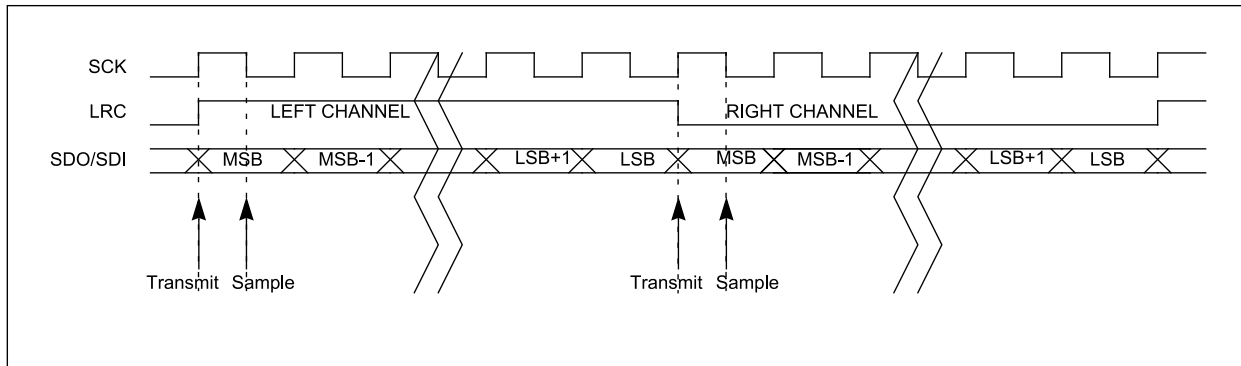 SCK
LRC LEFT CHANNEL RIGHT CHANNEL
SDO/SDI MSB MSB-1 LSB+1 LSB MSB MSB-1 LSB+1 LSB
Transmit Sample Transmit Sample